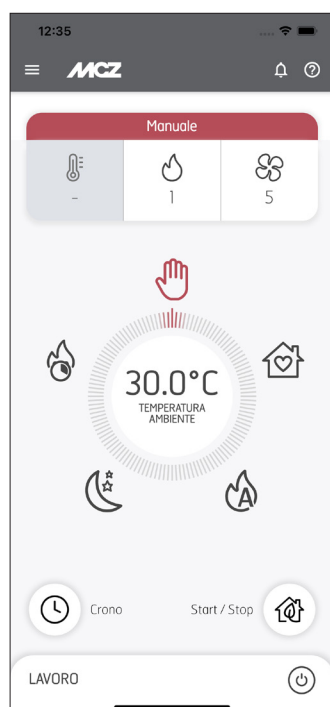 12:35
MCZ
Manuale
-
1
5
30.0°C
TEMPERATURA
AMBIENTE
A
Crono
Start / Stop
LAVORO